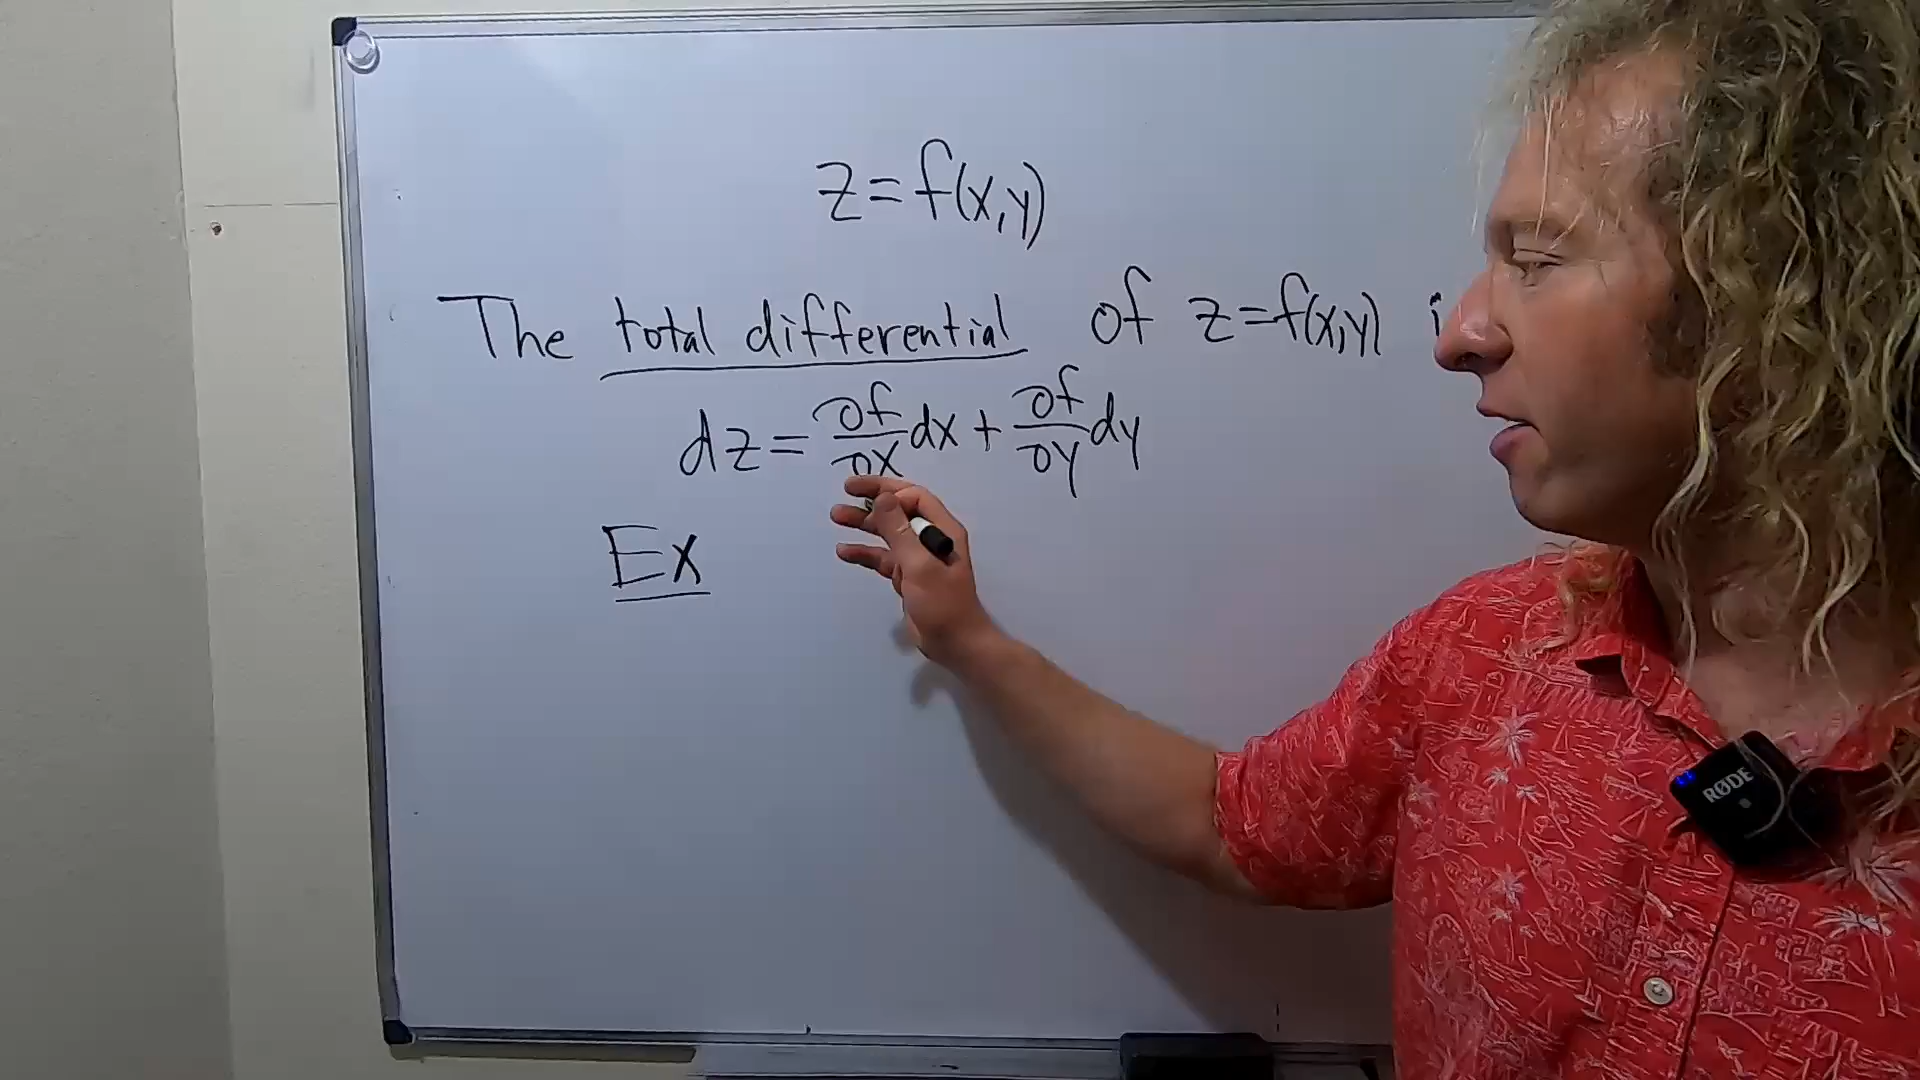 z=f(x,y)
The total differential of z=f(x,y) i
dz = ∂f/∂x dx + ∂f/∂y dy
Ex
RØDE